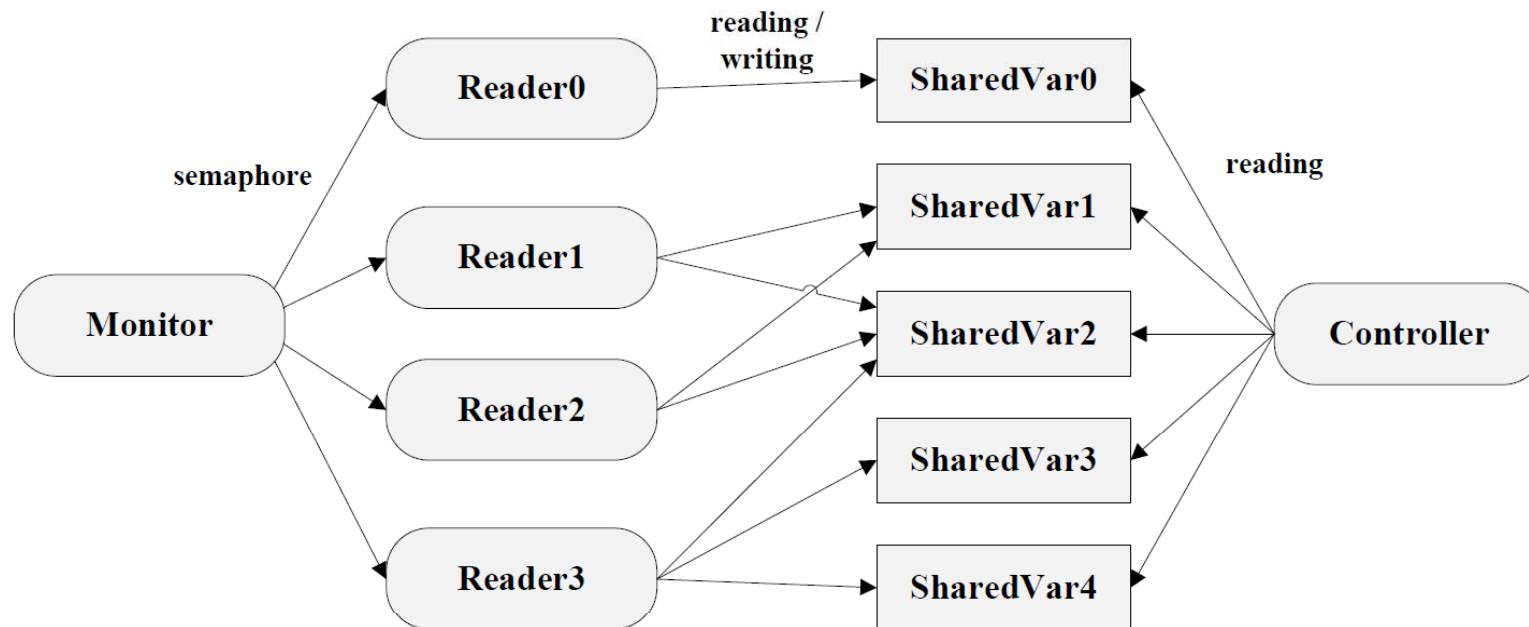 reading /
writing
Reader0
SharedVar0
semaphore
reading
SharedVar1
Reader1
Monitor
SharedVar2
Controller
Reader2
SharedVar3
Reader3
SharedVar4